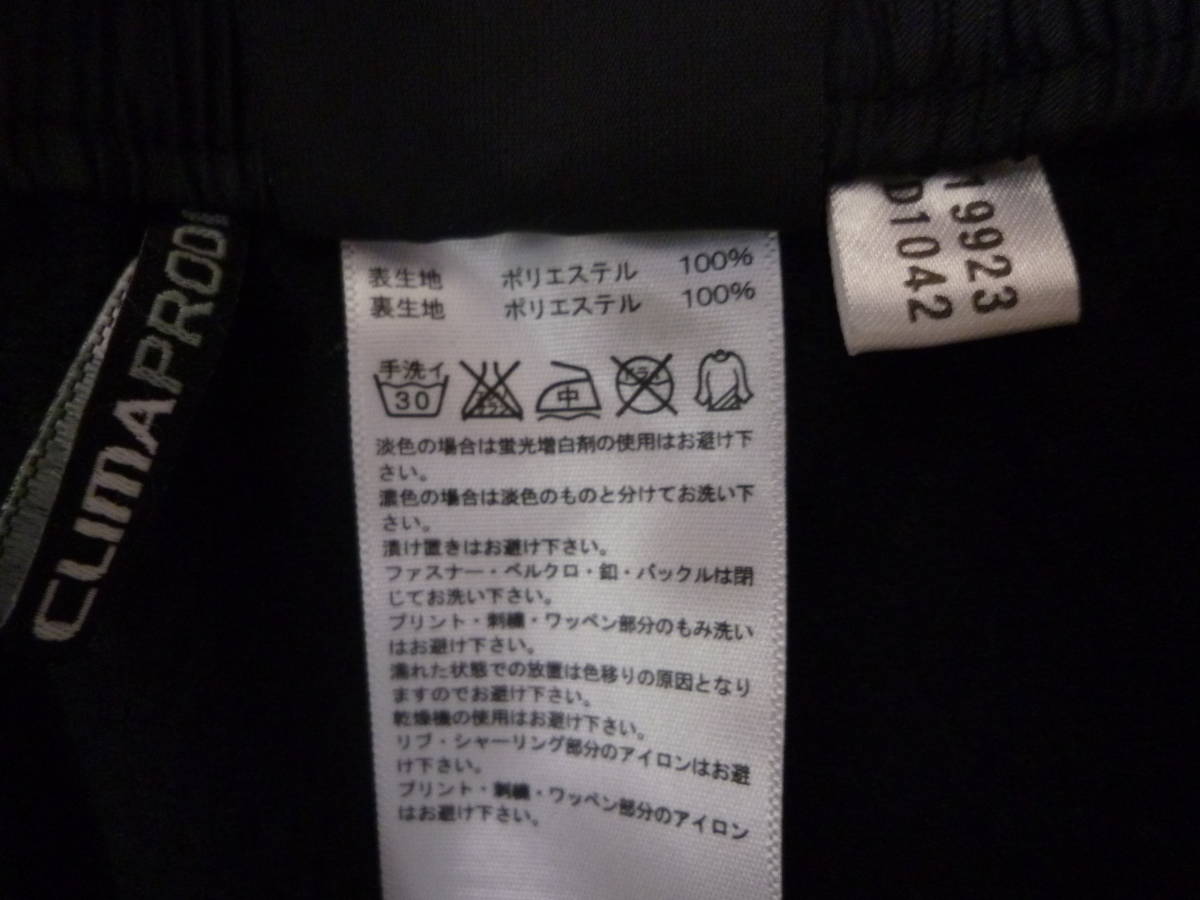 CLIMAPROOF
表生地 ポリエステル 100%
裏生地 ポリエステル 100%
手洗イ
30
エンソ
サラシ
中
ドライ
淡色の場合は蛍光増白剤の使用はお避け下
さい。
濃色の場合は淡色のものと分けてお洗い下
さい。
漬け置きはお避け下さい。
ファスナー・ベルクロ・釦・バックルは閉
じてお洗い下さい。
プリント・刺繍・ワッペン部分のもみ洗い
はお避け下さい。
濡れた状態での放置は色移りの原因となり
ますのでお避け下さい。
乾燥機の使用はお避け下さい。
リブ・シャーリング部分のアイロンはお避
け下さい。
プリント・刺繍・ワッペン部分のアイロン
はお避け下さい。
19923
D1042